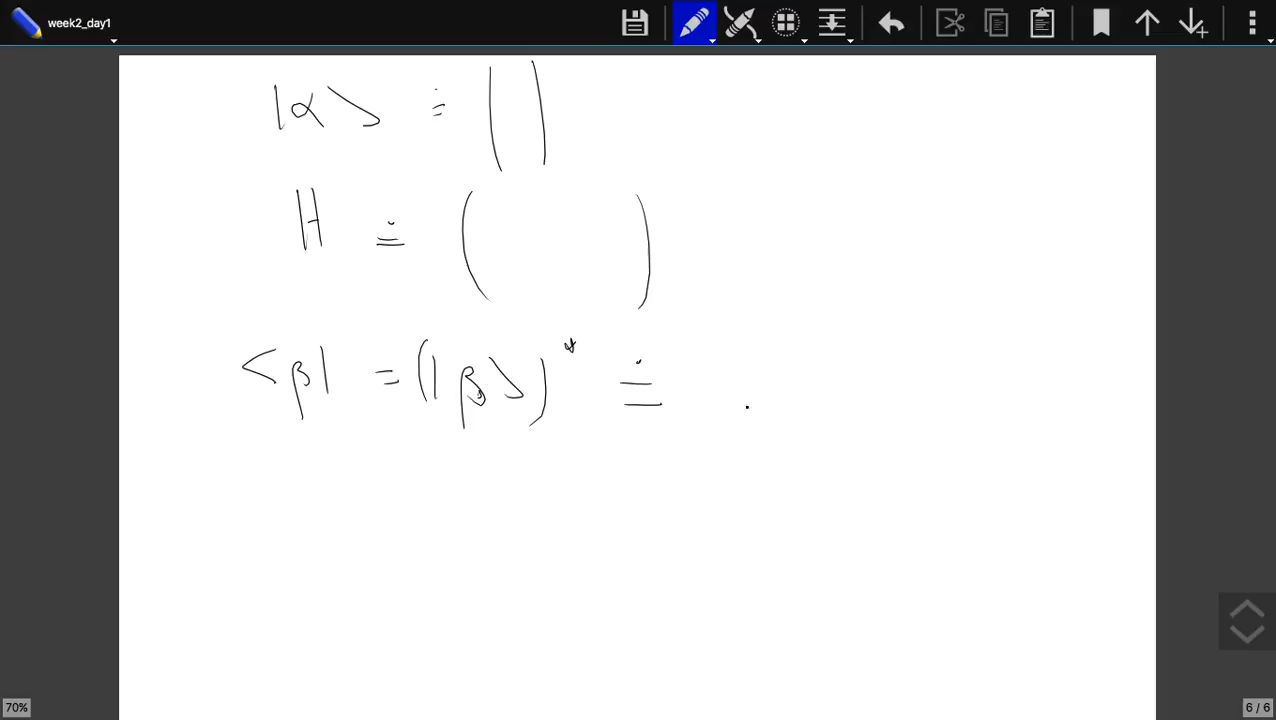 week2_day1
|α⟩ ≐ ( )
H ≐ ( )
<β| = (|β>)* ≐
70%
6 / 6